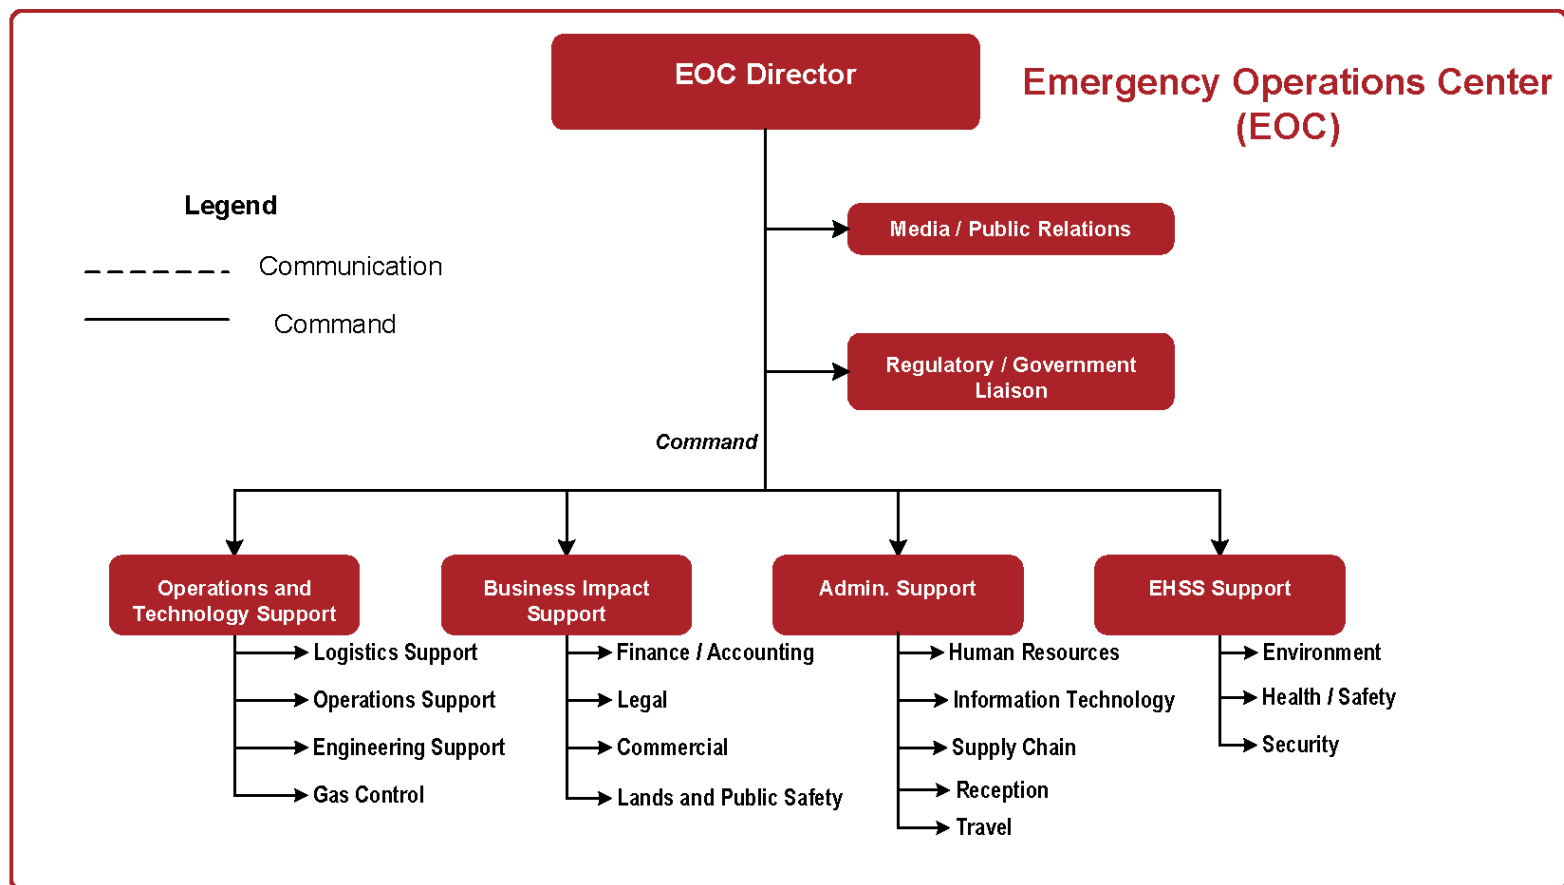 EOC Director
Emergency Operations Center
(EOC)
Legend
Communication
Command
Media / Public Relations
Regulatory / Government
Liaison
Command
Operations and
Technology Support
Logistics Support
Operations Support
Engineering Support
Gas Control
Business Impact
Support
Finance / Accounting
Legal
Commercial
Lands and Public Safety
Admin. Support
Human Resources
Information Technology
Supply Chain
Reception
Travel
EHSS Support
Environment
Health / Safety
Security